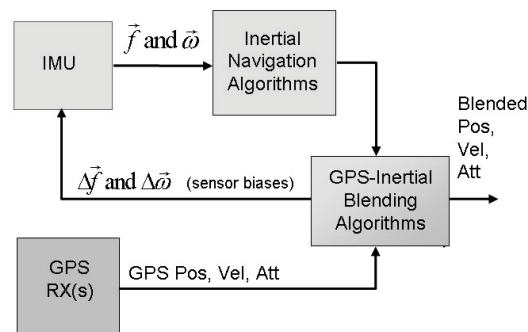 IMU
f⃗ and ω⃗
Inertial
Navigation
Algorithms
Blended
Pos,
Vel,
Att
Δf⃗ and Δω⃗ (sensor biases)
GPS-Inertial
Blending
Algorithms
GPS
RX(s)
GPS Pos, Vel, Att